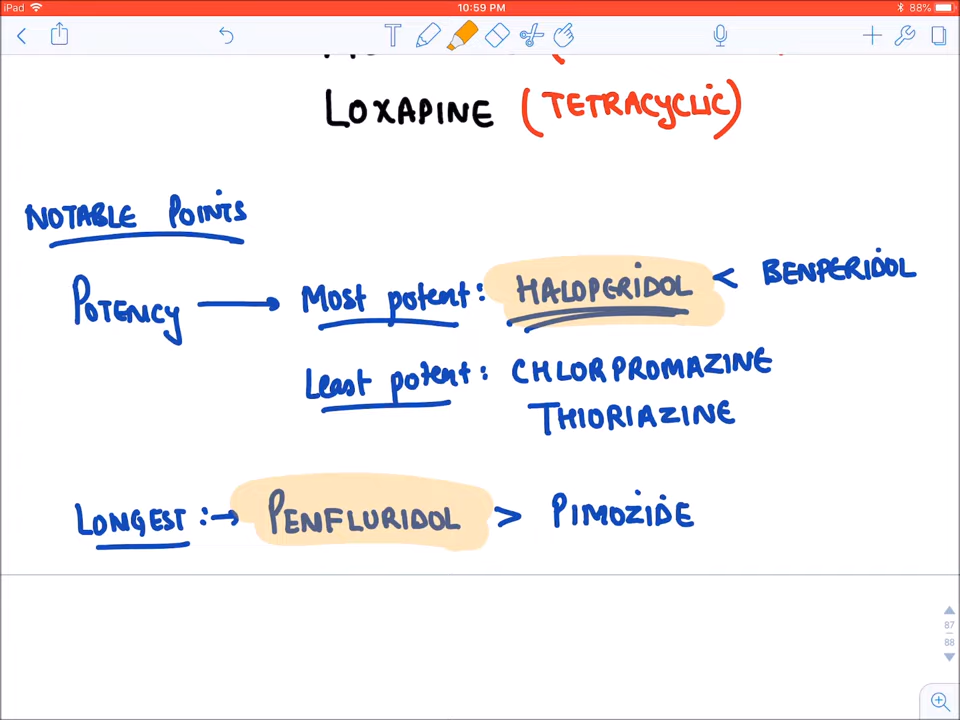 iPad 10:59 PM 88%
LOXAPINE (TETRACYCLIC)
NOTABLE POINTS
POTENCY → Most potent: HALOPERIDOL < BENPERIDOL
Least potent: CHLORPROMAZINE
THIORIAZINE
LONGEST :→ PENFLURIDOL > PIMOZIDE
87
88